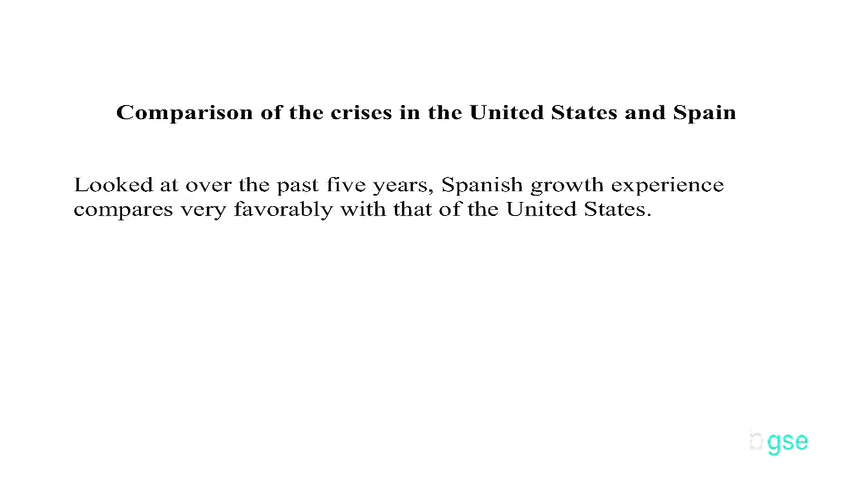 Comparison of the crises in the United States and Spain
Looked at over the past five years, Spanish growth experience
compares very favorably with that of the United States.
gse